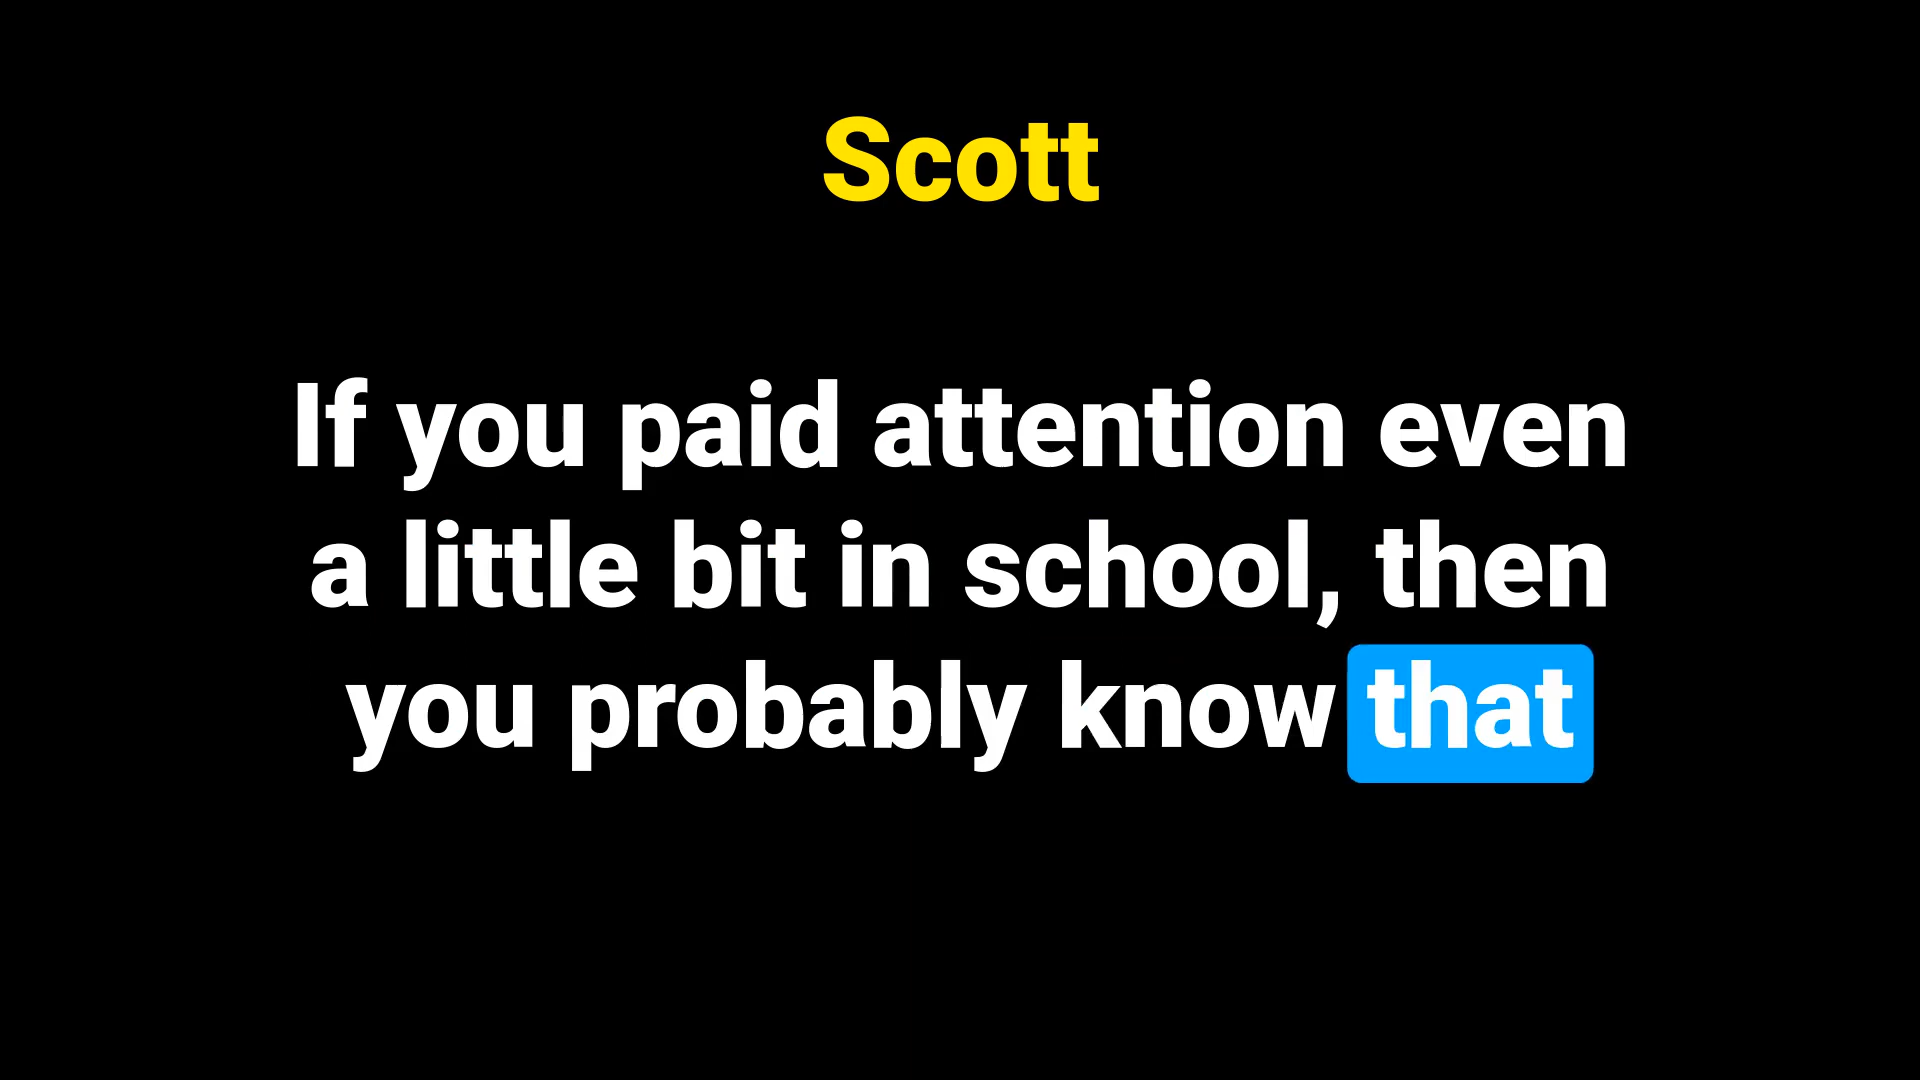 Scott
If you paid attention even
a little bit in school, then
you probably know that